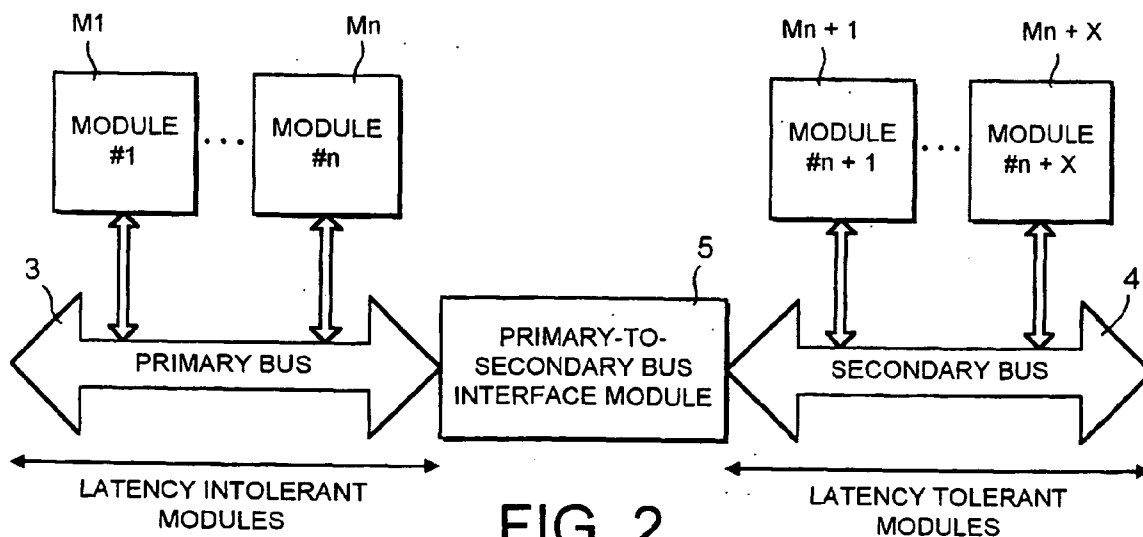 M1
Mn
Mn + 1
Mn + X
MODULE
#1
...
MODULE
#n
MODULE
#n + 1
...
MODULE
#n + X
3
5
4
PRIMARY BUS
PRIMARY-TO-
SECONDARY BUS
INTERFACE MODULE
SECONDARY BUS
LATENCY INTOLERANT
MODULES
LATENCY TOLERANT
MODULES
FIG. 2